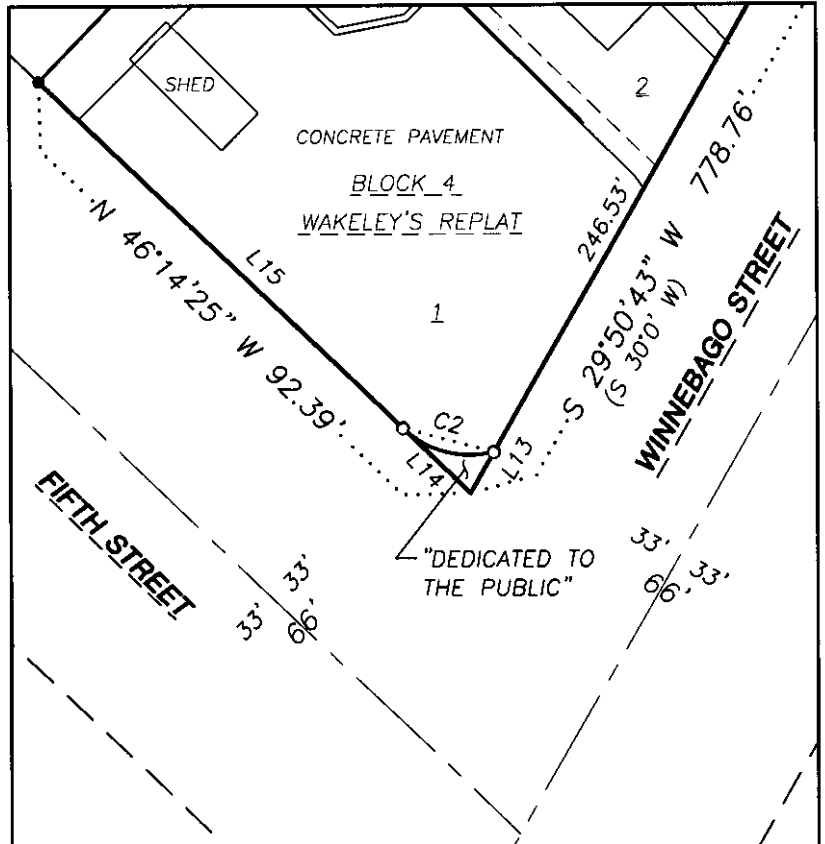 SHED
CONCRETE PAVEMENT
BLOCK 4
WAKELEY'S REPLAT
2
1
246.53'
778.76'
S 29°50'43" W
(S 30°0' W)
WINNEBAGO STREET
L15
N 46°14'25" W 92.39'
C2
L14
L13
"DEDICATED TO
THE PUBLIC"
FIFTH STREET
33'
33'
66'
33'
33'
66'